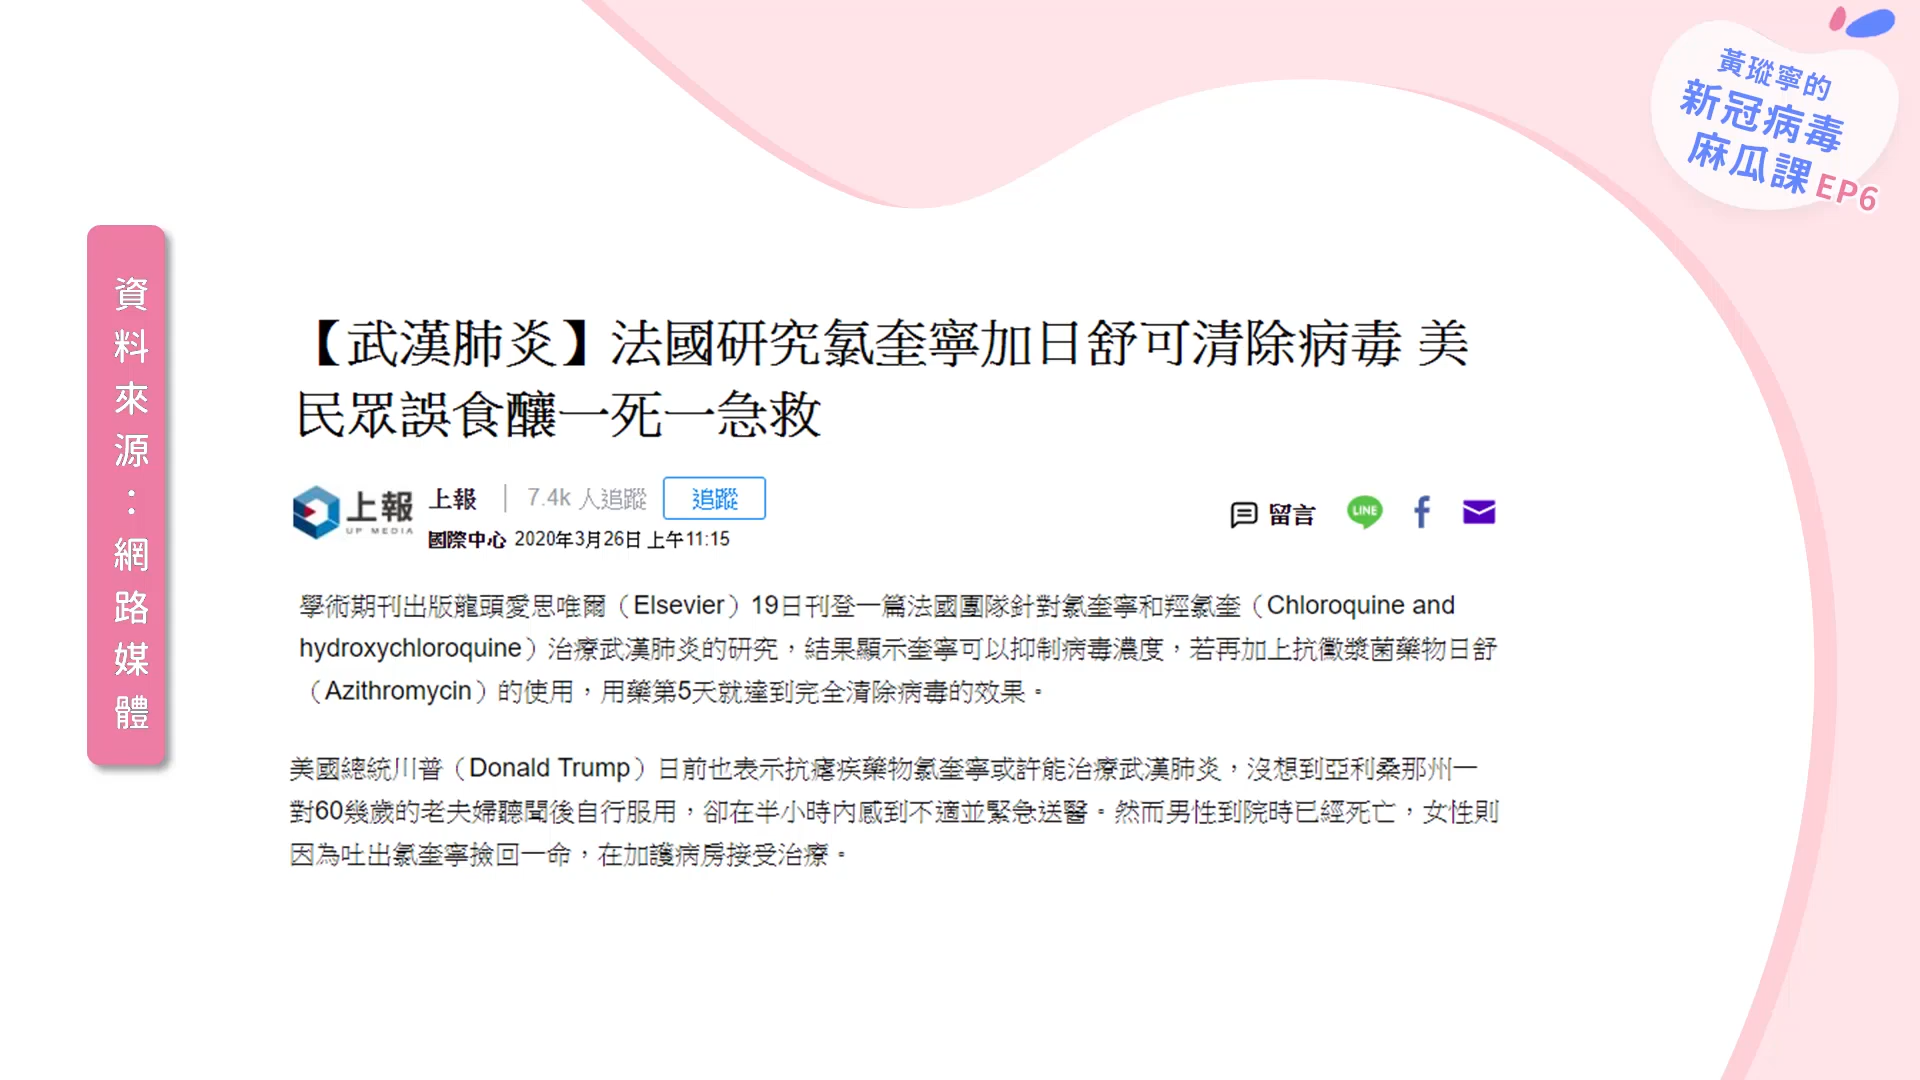 黃瑽寧的
新冠病毒
麻瓜課 EP6
資料來源：網路媒體
【武漢肺炎】法國研究氯奎寧加日舒可清除病毒 美
民眾誤食釀一死一急救
上報
UP MEDIA
上報 | 7.4k 人追蹤 追蹤
國際中心 2020年3月26日 上午11:15
留言
LINE
學術期刊出版龍頭愛思唯爾（Elsevier）19日刊登一篇法國團隊針對氯奎寧和羥氯奎（Chloroquine and
hydroxychloroquine）治療武漢肺炎的研究，結果顯示奎寧可以抑制病毒濃度，若再加上抗黴漿菌藥物日舒
（Azithromycin）的使用，用藥第5天就達到完全清除病毒的效果。
美國總統川普（Donald Trump）日前也表示抗瘧疾藥物氯奎寧或許能治療武漢肺炎，沒想到亞利桑那州一
對60幾歲的老夫婦聽聞後自行服用，卻在半小時內感到不適並緊急送醫。然而男性到院時已經死亡，女性則
因為吐出氯奎寧撿回一命，在加護病房接受治療。